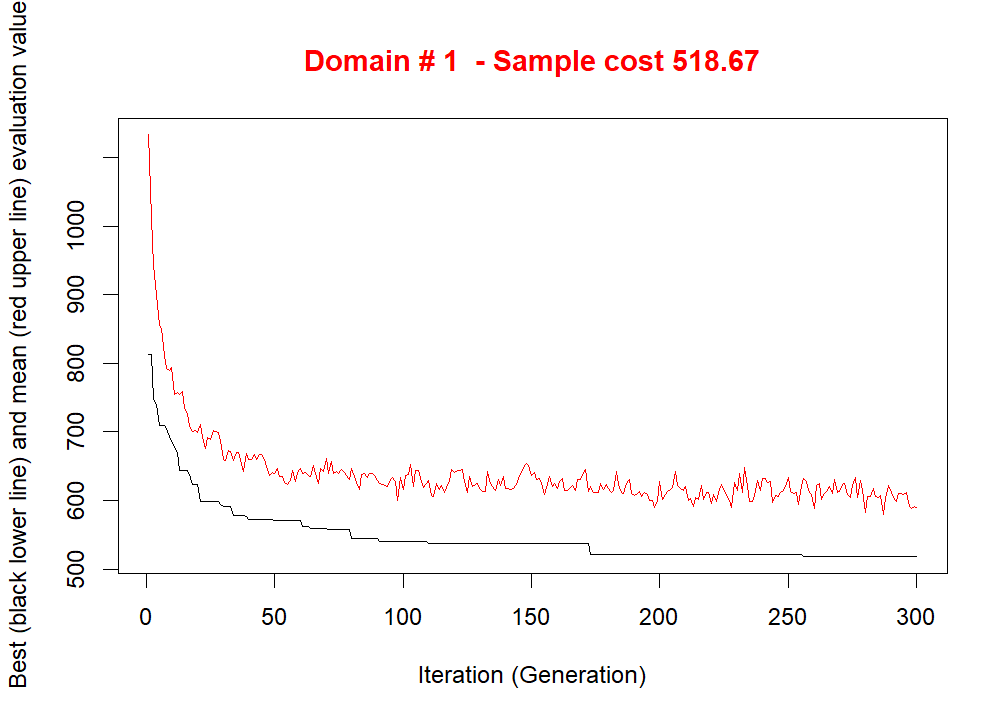 Domain # 1  - Sample cost 518.67
Best (black lower line) and mean (red upper line) evaluation value
1000
900
800
700
600
500
0 50 100 150 200 250 300
Iteration (Generation)